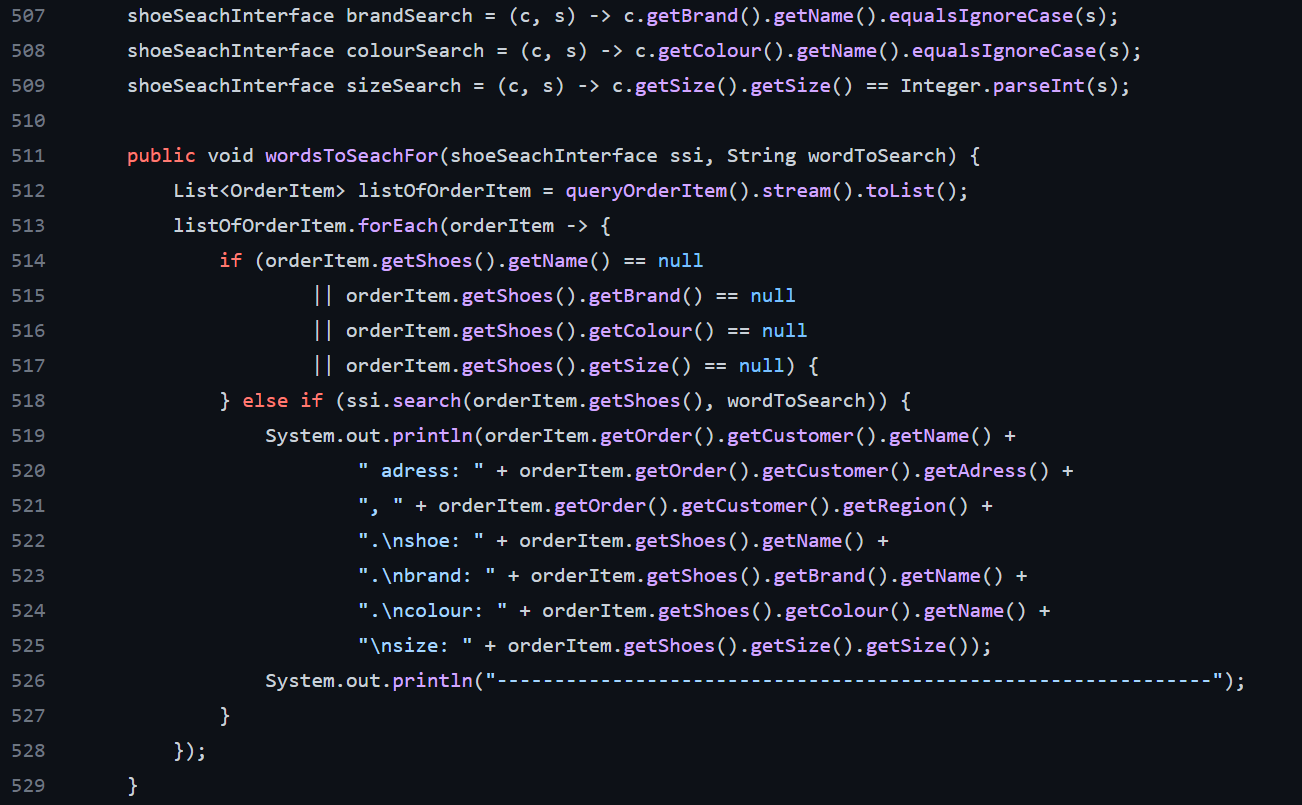 507 shoeSeachInterface brandSearch = (c, s) -> c.getBrand().getName().equalsIgnoreCase(s);
508 shoeSeachInterface colourSearch = (c, s) -> c.getColour().getName().equalsIgnoreCase(s);
509 shoeSeachInterface sizeSearch = (c, s) -> c.getSize().getSize() == Integer.parseInt(s);
510
511 public void wordsToSeachFor(shoeSeachInterface ssi, String wordToSearch) {
512 List<OrderItem> listOfOrderItem = queryOrderItem().stream().toList();
513 listOfOrderItem.forEach(orderItem -> {
514 if (orderItem.getShoes().getName() == null
515 || orderItem.getShoes().getBrand() == null
516 || orderItem.getShoes().getColour() == null
517 || orderItem.getShoes().getSize() == null) {
518 } else if (ssi.search(orderItem.getShoes(), wordToSearch)) {
519 System.out.println(orderItem.getOrder().getCustomer().getName() +
520 " adress: " + orderItem.getOrder().getCustomer().getAdress() +
521 ", " + orderItem.getOrder().getCustomer().getRegion() +
522 ".\nshoe: " + orderItem.getShoes().getName() +
523 ".\nbrand: " + orderItem.getShoes().getBrand().getName() +
524 ".\ncolour: " + orderItem.getShoes().getColour().getName() +
525 "\nsize: " + orderItem.getShoes().getSize().getSize());
526 System.out.println("--------------------------------------------------------------");
527 }
528 });
529 }